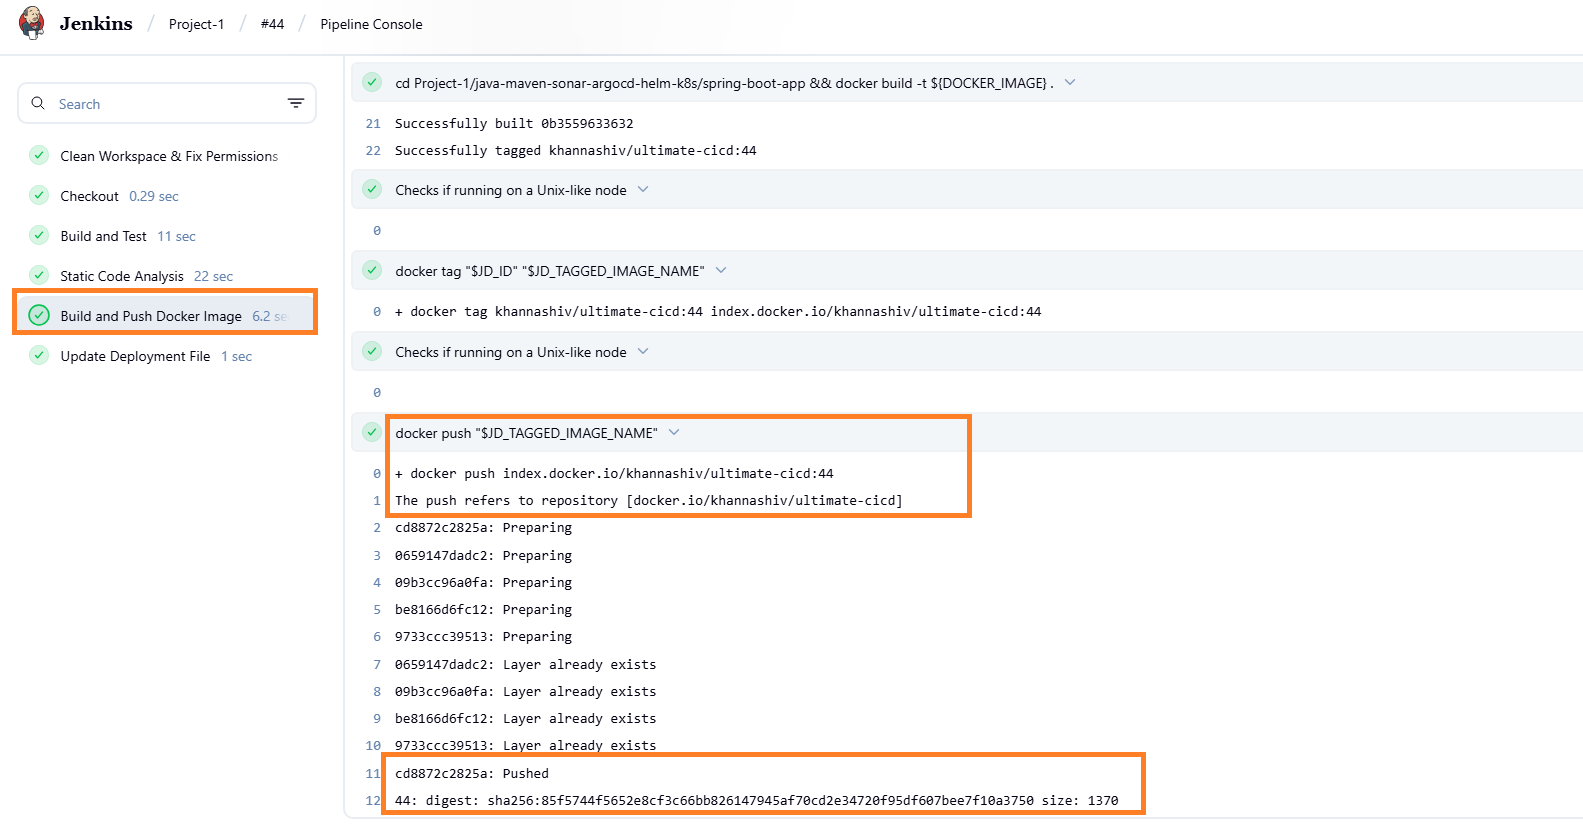 Jenkins / Project-1 / #44 / Pipeline Console
Search
Clean Workspace & Fix Permissions
Checkout 0.29 sec
Build and Test 11 sec
Static Code Analysis 22 sec
Build and Push Docker Image 6.2 se
Update Deployment File 1 sec
cd Project-1/java-maven-sonar-argocd-helm-k8s/spring-boot-app && docker build -t ${DOCKER_IMAGE} .
21 Successfully built 0b3559633632
22 Successfully tagged khannashiv/ultimate-cicd:44
Checks if running on a Unix-like node
0
docker tag "$JD_ID" "$JD_TAGGED_IMAGE_NAME"
0 + docker tag khannashiv/ultimate-cicd:44 index.docker.io/khannashiv/ultimate-cicd:44
Checks if running on a Unix-like node
0
docker push "$JD_TAGGED_IMAGE_NAME"
0 + docker push index.docker.io/khannashiv/ultimate-cicd:44
1 The push refers to repository [docker.io/khannashiv/ultimate-cicd]
2 cd8872c2825a: Preparing
3 0659147dadc2: Preparing
4 09b3cc96a0fa: Preparing
5 be8166d6fc12: Preparing
6 9733ccc39513: Preparing
7 0659147dadc2: Layer already exists
8 09b3cc96a0fa: Layer already exists
9 be8166d6fc12: Layer already exists
10 9733ccc39513: Layer already exists
11 cd8872c2825a: Pushed
12 44: digest: sha256:85f5744f5652e8cf3c66bb826147945af70cd2e34720f95df607bee7f10a3750 size: 1370